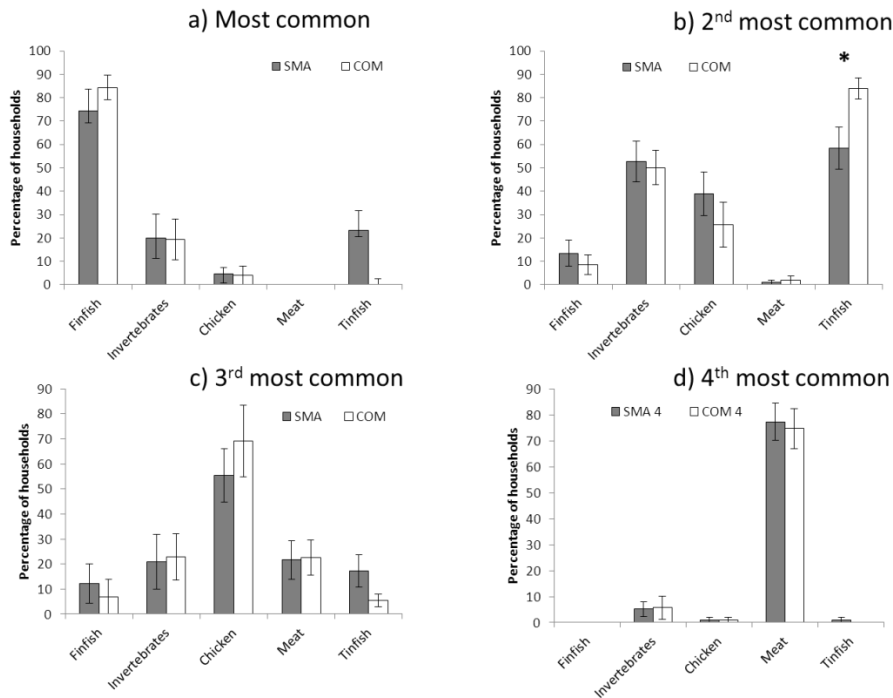 a) Most common
100
90
80
70
60
50
40
30
20
10
0
Percentage of households
SMA COM
Finfish Invertebrates Chicken Meat Tinfish
b) 2nd most common
100
90
80
70
60
50
40
30
20
10
0
Percentage of households
SMA COM
*
Finfish Invertebrates Chicken Meat Tinfish
c) 3rd most common
90
80
70
60
50
40
30
20
10
0
Percentage of households
SMA COM
Finfish Invertebrates Chicken Meat Tinfish
d) 4th most common
90
80
70
60
50
40
30
20
10
0
Percentage of households
SMA 4 COM 4
Finfish Invertebrates Chicken Meat Tinfish